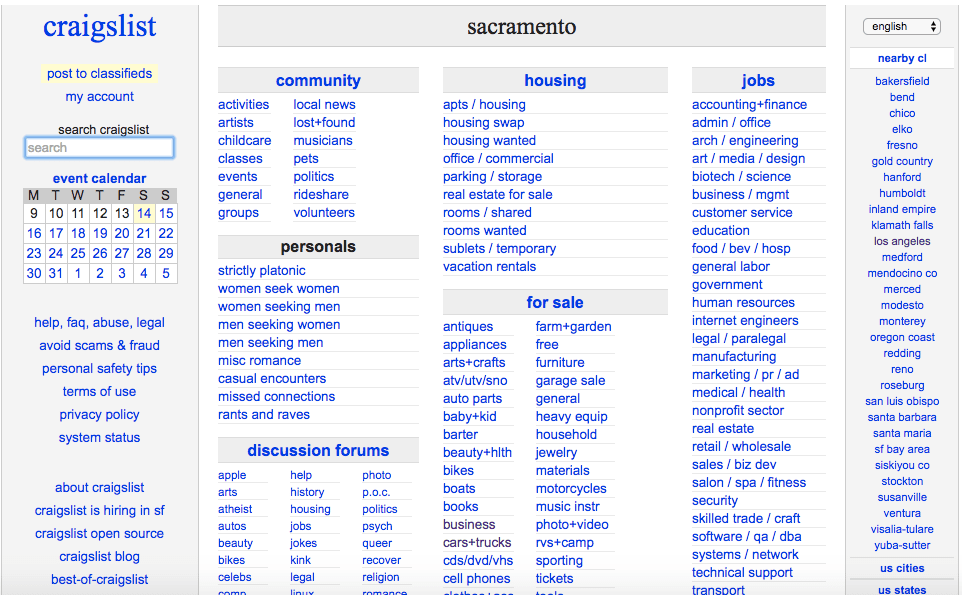 craigslist
post to classifieds
my account
search craigslist
search
event calendar
M T W T F S S
9 10 11 12 13 14 15
16 17 18 19 20 21 22
23 24 25 26 27 28 29
30 31 1 2 3 4 5
help, faq, abuse, legal
avoid scams & fraud
personal safety tips
terms of use
privacy policy
system status
about craigslist
craigslist is hiring in sf
craigslist open source
craigslist blog
best-of-craigslist
sacramento
community
activities local news
artists lost+found
childcare musicians
classes pets
events politics
general rideshare
groups volunteers
personals
strictly platonic
women seek women
women seeking men
men seeking women
men seeking men
misc romance
casual encounters
missed connections
rants and raves
discussion forums
apple help photo
arts history p.o.c.
atheist housing politics
autos jobs psych
beauty jokes queer
bikes kink recover
celebs legal religion
comp linux romance
housing
apts / housing
housing swap
housing wanted
office / commercial
parking / storage
real estate for sale
rooms / shared
rooms wanted
sublets / temporary
vacation rentals
for sale
antiques farm+garden
appliances free
arts+crafts furniture
atv/utv/sno garage sale
auto parts general
baby+kid heavy equip
barter household
beauty+hlth jewelry
bikes materials
boats motorcycles
books music instr
business photo+video
cars+trucks rvs+camp
cds/dvd/vhs sporting
cell phones tickets
clothes+acc tools
jobs
accounting+finance
admin / office
arch / engineering
art / media / design
biotech / science
business / mgmt
customer service
education
food / bev / hosp
general labor
government
human resources
internet engineers
legal / paralegal
manufacturing
marketing / pr / ad
medical / health
nonprofit sector
real estate
retail / wholesale
sales / biz dev
salon / spa / fitness
security
skilled trade / craft
software / qa / dba
systems / network
technical support
transport
english
nearby cl
bakersfield
bend
chico
elko
fresno
gold country
hanford
humboldt
inland empire
klamath falls
los angeles
medford
mendocino co
merced
modesto
monterey
oregon coast
redding
reno
roseburg
san luis obispo
santa barbara
santa maria
sf bay area
siskiyou co
stockton
susanville
ventura
visalia-tulare
yuba-sutter
us cities
us states